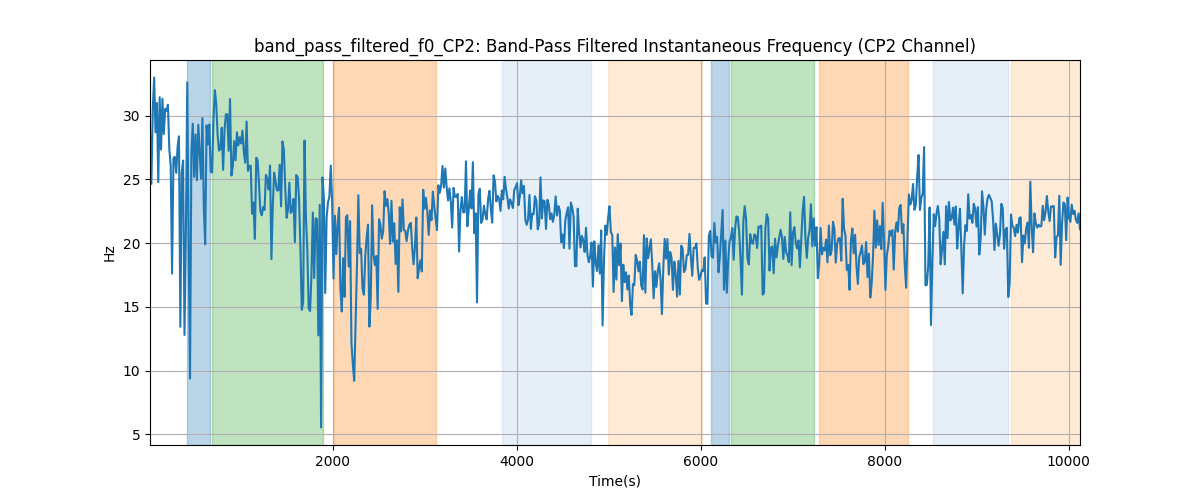 band_pass_filtered_f0_CP2: Band-Pass Filtered Instantaneous Frequency (CP2 Channel)
30
25
20
15
10
5
Hz
2000 4000 6000 8000 10000
Time(s)